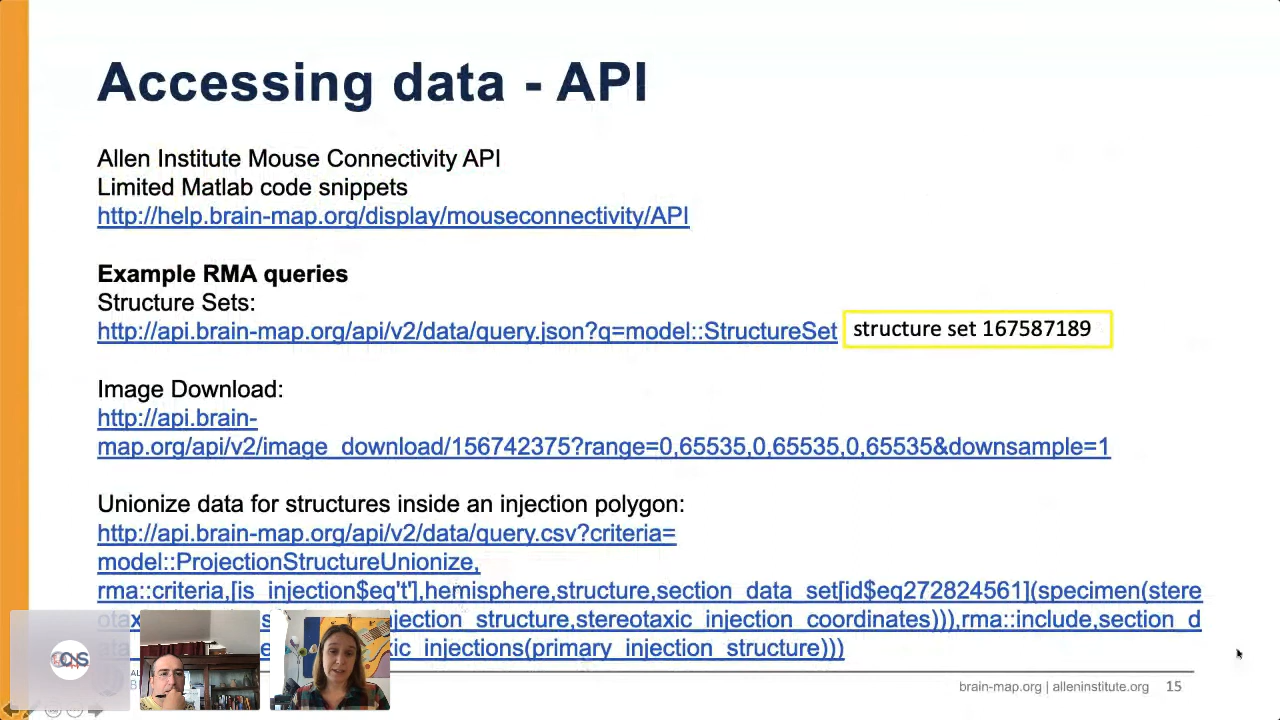 Accessing data - API
Allen Institute Mouse Connectivity API
Limited Matlab code snippets
http://help.brain-map.org/display/mouseconnectivity/API
Example RMA queries
Structure Sets:
http://api.brain-map.org/api/v2/data/query.json?q=model::StructureSet
structure set 167587189
Image Download:
http://api.brain-
map.org/api/v2/image_download/156742375?range=0,65535,0,65535,0,65535&downsample=1
Unionize data for structures inside an injection polygon:
http://api.brain-map.org/api/v2/data/query.csv?criteria=
model::ProjectionStructureUnionize,
rma::criteria,[is_injection$eq't'],hemisphere,structure,section_data_set[id$eq272824561](specimen(stere
injection_structure,stereotaxic_injection_coordinates))),rma::include,section_d
injections(primary_injection_structure)))
brain-map.org | alleninstitute.org 15